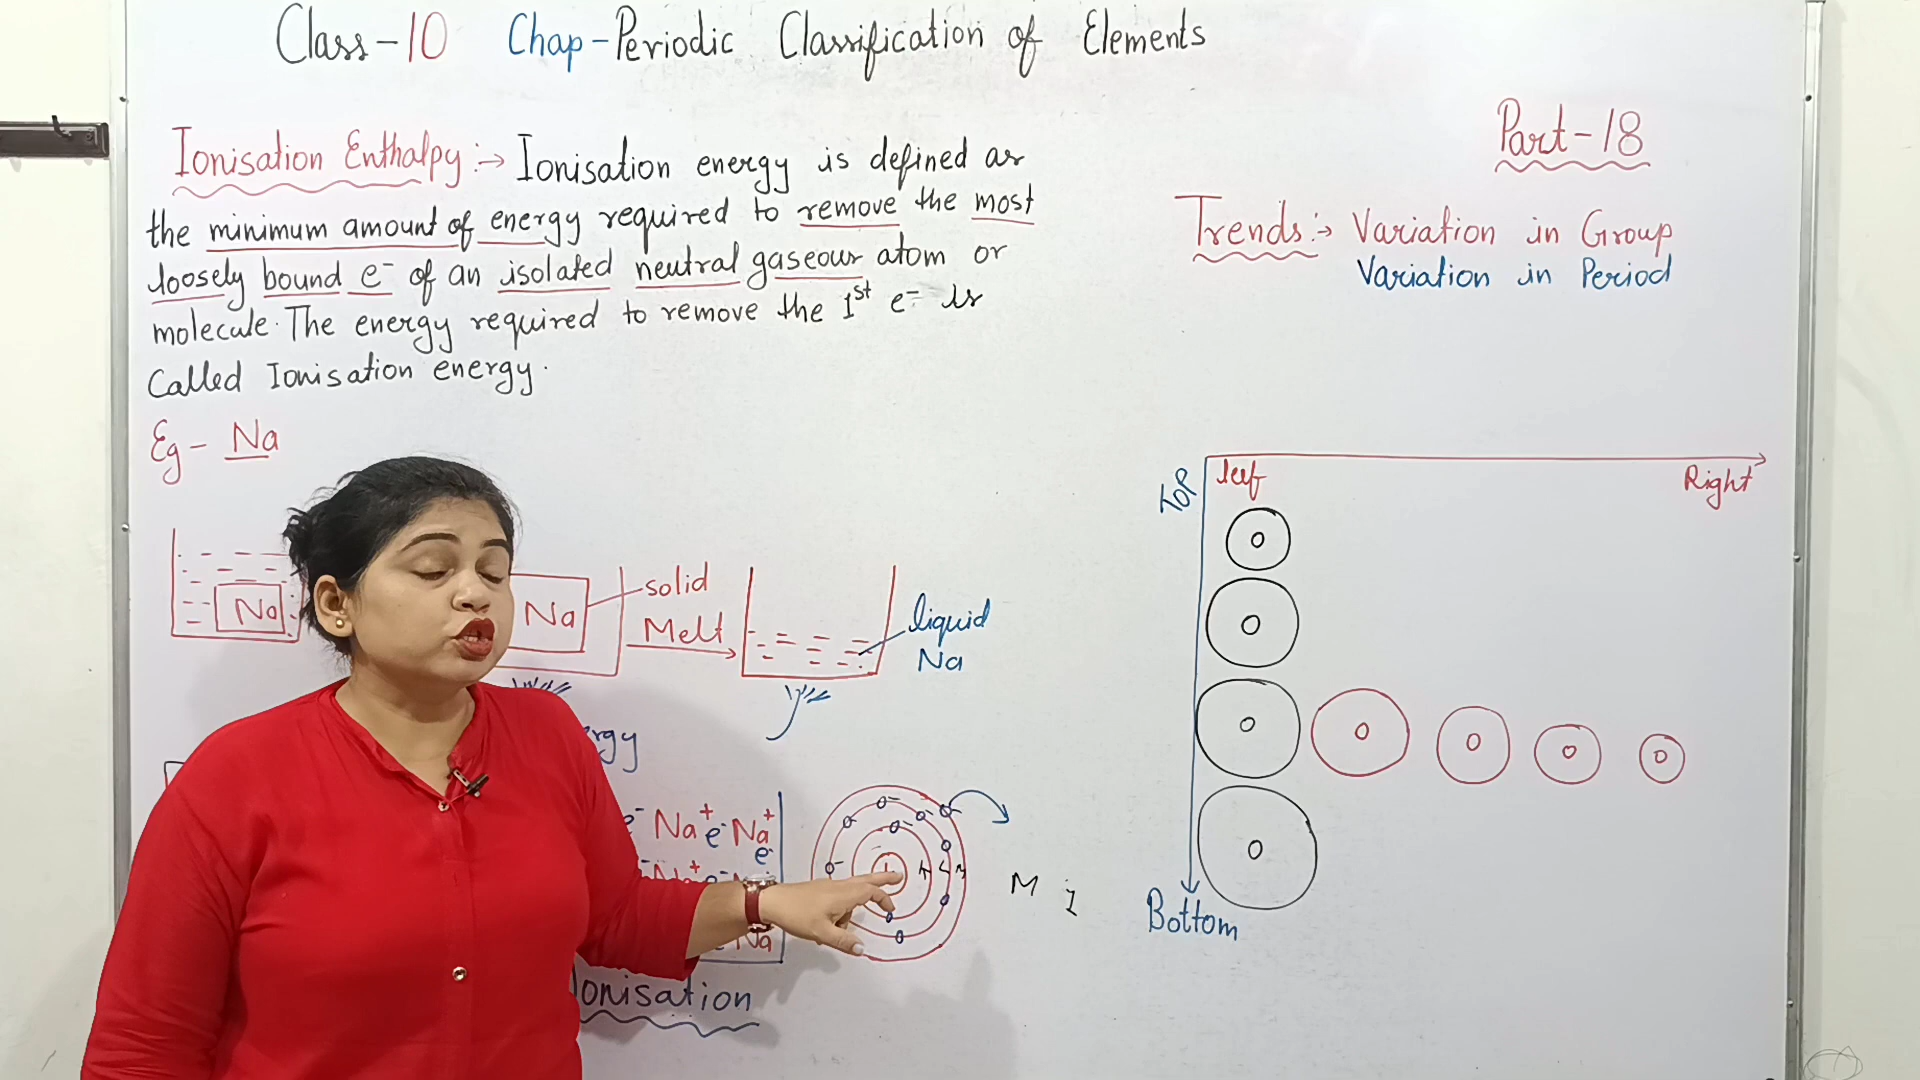 Class-10 Chap-Periodic Classification of Elements
Part-18
Ionisation Enthalpy:→ Ionisation energy is defined as
the minimum amount of energy required to remove the most
loosely bound e⁻ of an isolated neutral gaseous atom or
molecule. The energy required to remove the 1st e⁻ is
Called Ionisation energy.
Trends:→ Variation in Group
Variation in Period
Eg- Na
Na
Na
solid
Melt
liquid
Na
TOP
Right
Bottom
e⁻ Na⁺ e⁻ Na⁺
e⁻
Na
M
Ionisation